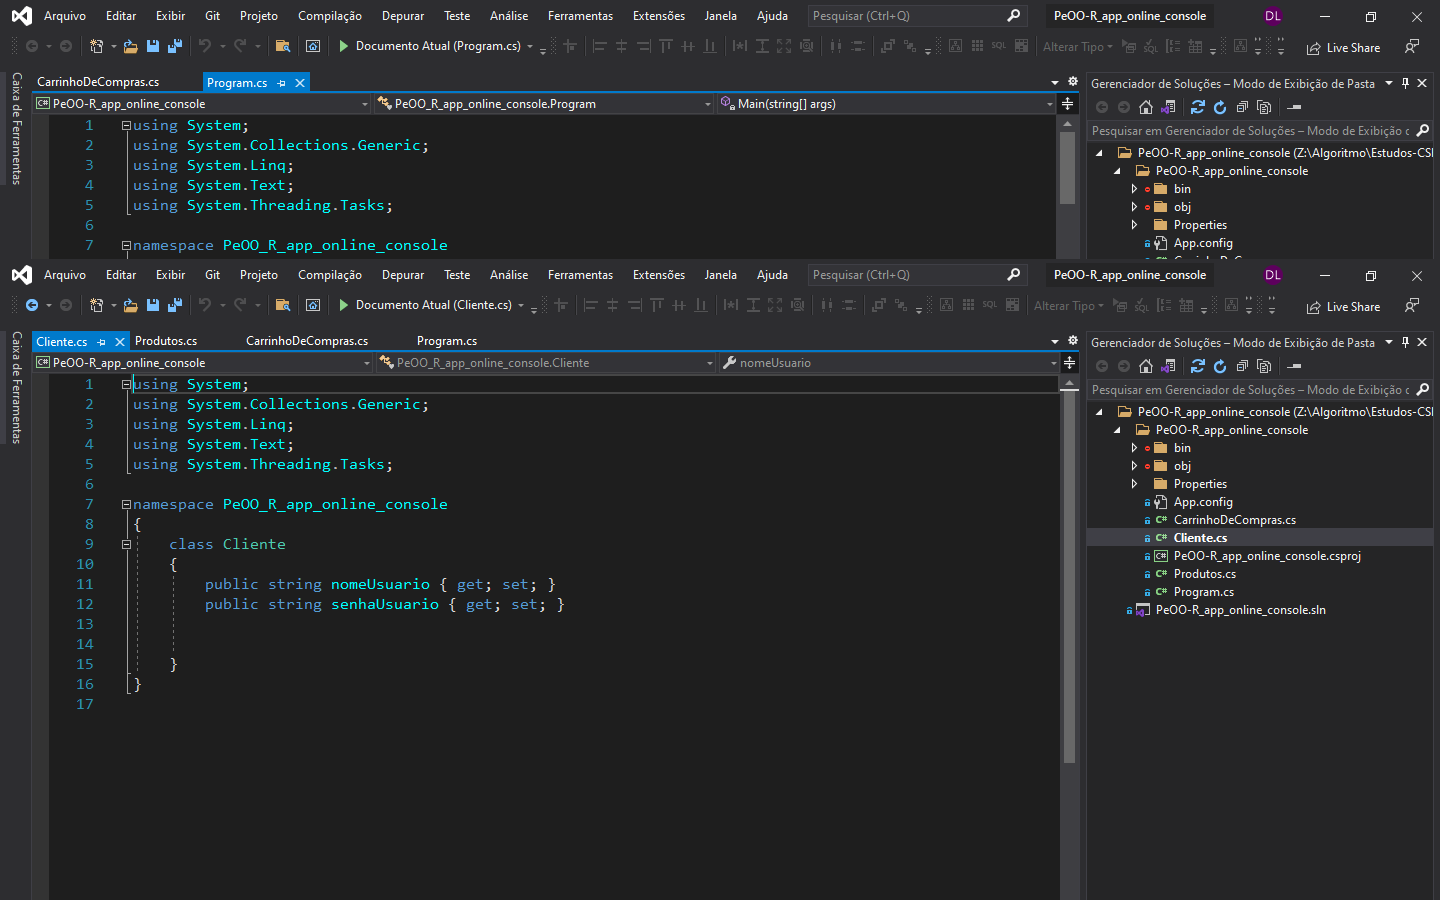 Arquivo Editar Exibir Git Projeto Compilação Depurar Teste Análise Ferramentas Extensões Janela Ajuda Pesquisar (Ctrl+Q) PeOO-R_app_online_console DL
Documento Atual (Program.cs) SQL SQL Alterar Tipo SQL Live Share
Caixa de Ferramentas
CarrinhoDeCompras.cs Program.cs
PeOO-R_app_online_console PeOO_R_app_online_console.Program Main(string[] args)
1 using System;
2 using System.Collections.Generic;
3 using System.Linq;
4 using System.Text;
5 using System.Threading.Tasks;
6
7 namespace PeOO_R_app_online_console
Gerenciador de Soluções – Modo de Exibição de Pasta
Pesquisar em Gerenciador de Soluções – Modo de Exibição c
PeOO-R_app_online_console (Z:\Algoritmo\Estudos-CS
PeOO-R_app_online_console
bin
obj
Properties
App.config
Arquivo Editar Exibir Git Projeto Compilação Depurar Teste Análise Ferramentas Extensões Janela Ajuda Pesquisar (Ctrl+Q) PeOO-R_app_online_console DL
Documento Atual (Cliente.cs) SQL Alterar Tipo SQL Live Share
Caixa de Ferramentas
Cliente.cs Produtos.cs CarrinhoDeCompras.cs Program.cs
PeOO-R_app_online_console PeOO_R_app_online_console.Cliente nomeUsuario
1 using System;
2 using System.Collections.Generic;
3 using System.Linq;
4 using System.Text;
5 using System.Threading.Tasks;
6
7 namespace PeOO_R_app_online_console
8 {
9 class Cliente
10 {
11 public string nomeUsuario { get; set; }
12 public string senhaUsuario { get; set; }
13
14
15 }
16 }
17
Gerenciador de Soluções – Modo de Exibição de Pasta
Pesquisar em Gerenciador de Soluções – Modo de Exibição c
PeOO-R_app_online_console (Z:\Algoritmo\Estudos-CS
PeOO-R_app_online_console
bin
obj
Properties
App.config
C# CarrinhoDeCompras.cs
C# Cliente.cs
C# PeOO-R_app_online_console.csproj
C# Produtos.cs
C# Program.cs
PeOO-R_app_online_console.sln